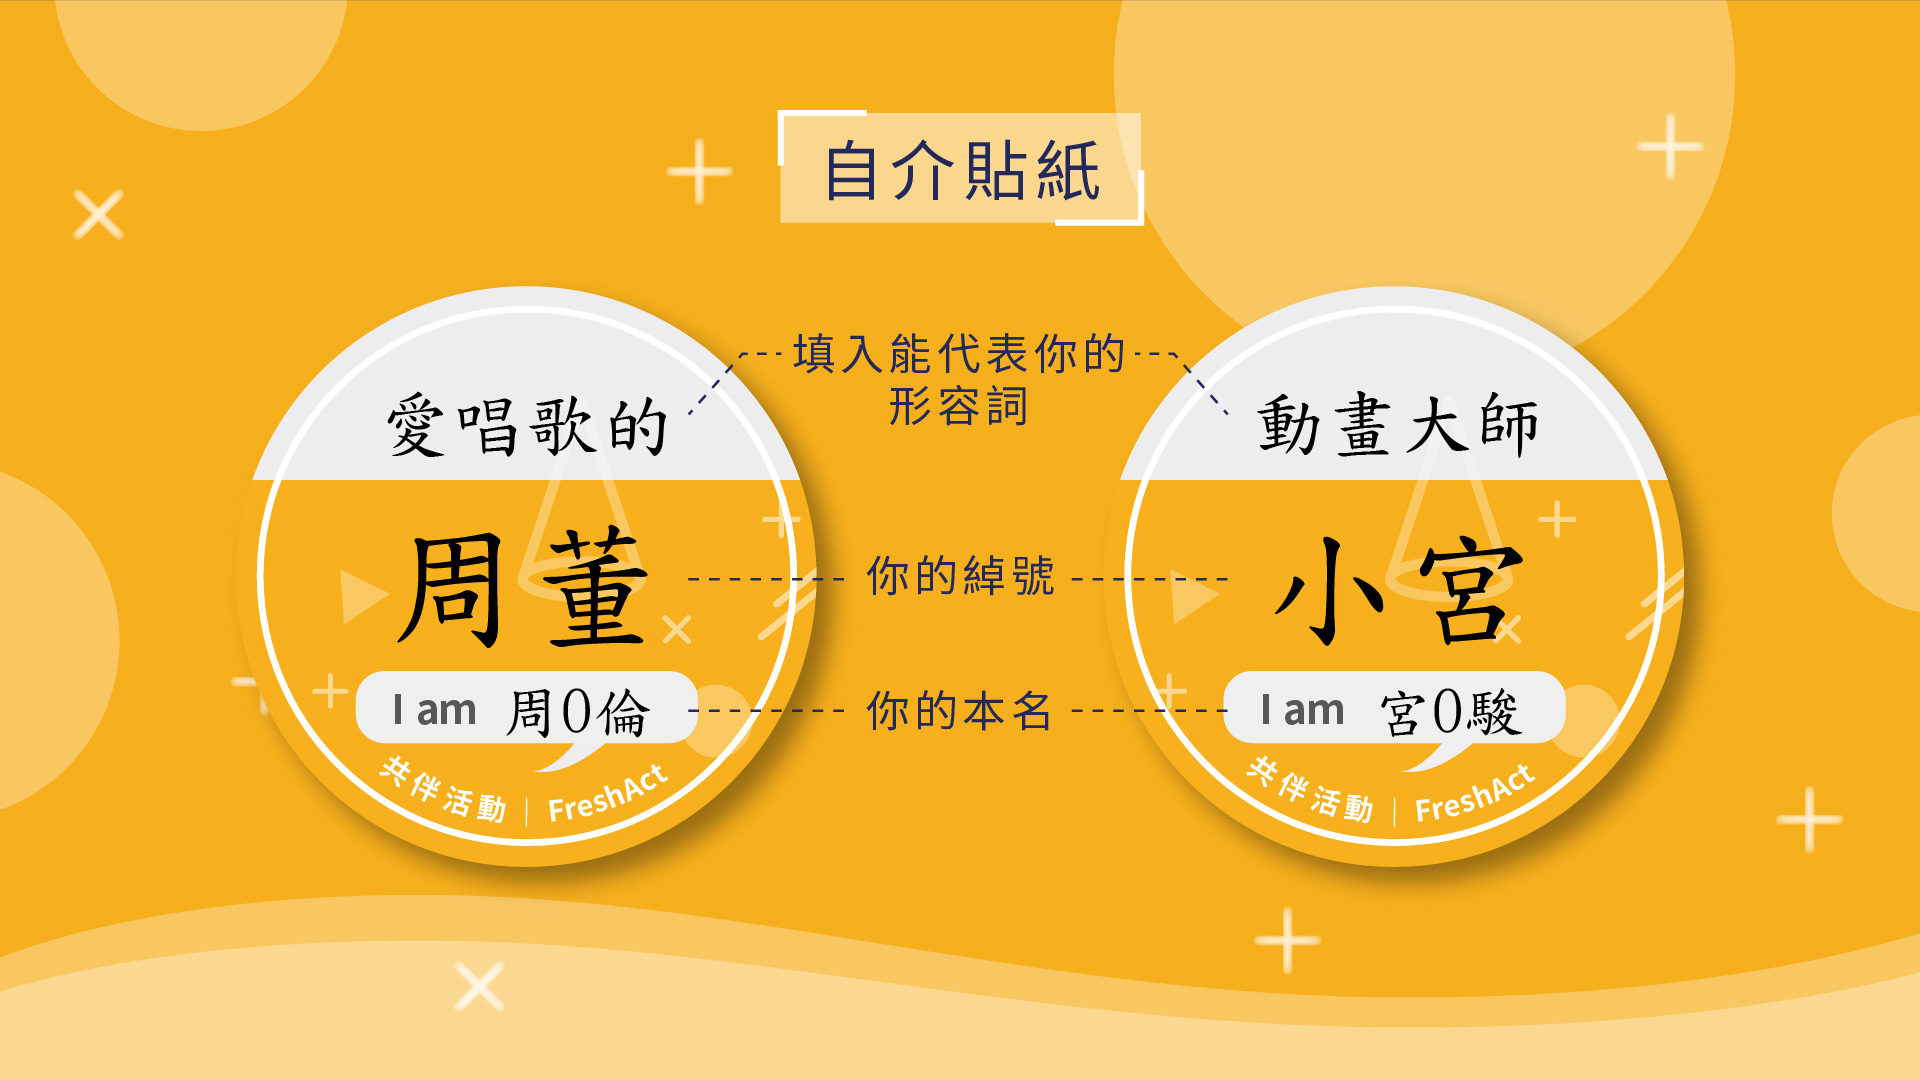 自介貼紙
填入能代表你的
形容詞
愛唱歌的
動畫大師
周董
你的綽號
小宮
I am 周O倫
你的本名
I am 宮O駿
共伴活動 | FreshAct
共伴活動 | FreshAct